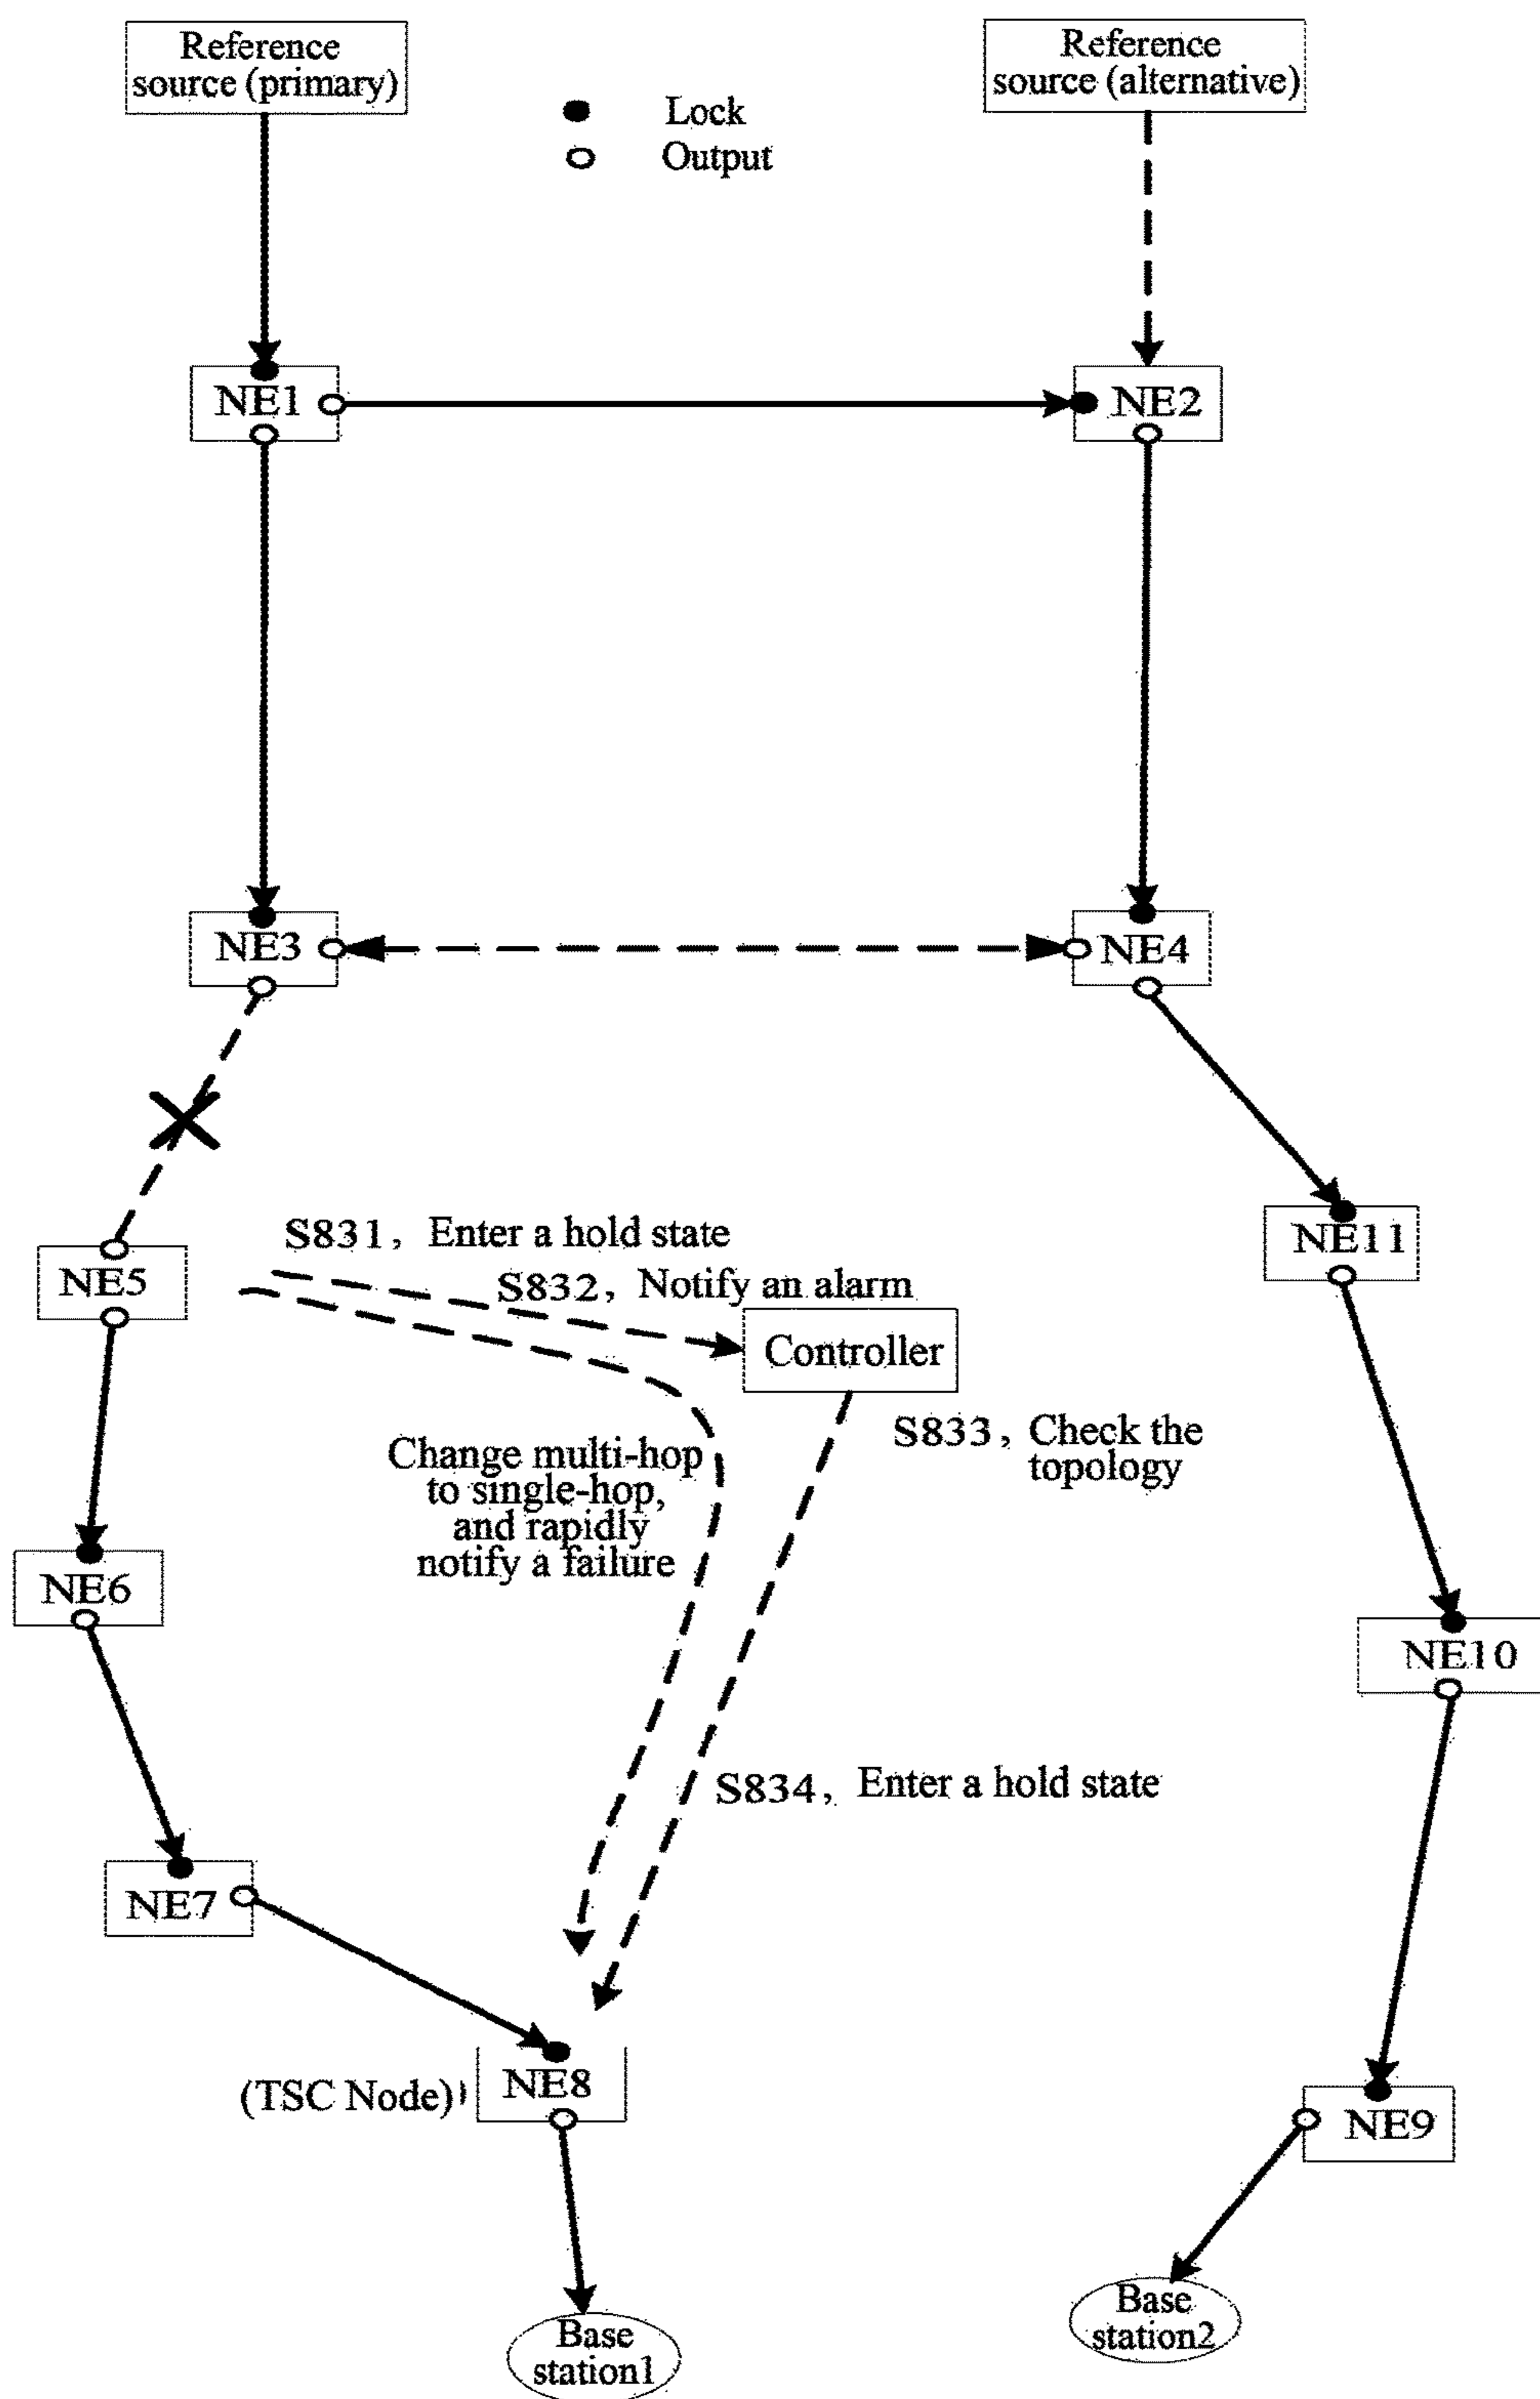 Reference
source (primary)
Reference
source (alternative)
Lock
Output
NE1
NE2
NE3
NE4
NE5
NE11
S831, Enter a hold state
S832, Notify an alarm
Controller
S833, Check the
topology
Change multi-hop
to single-hop,
and rapidly
notify a failure
NE6
NE10
S834, Enter a hold state
NE7
(TSC Node)
NE8
NE9
Base
station1
Base
station2